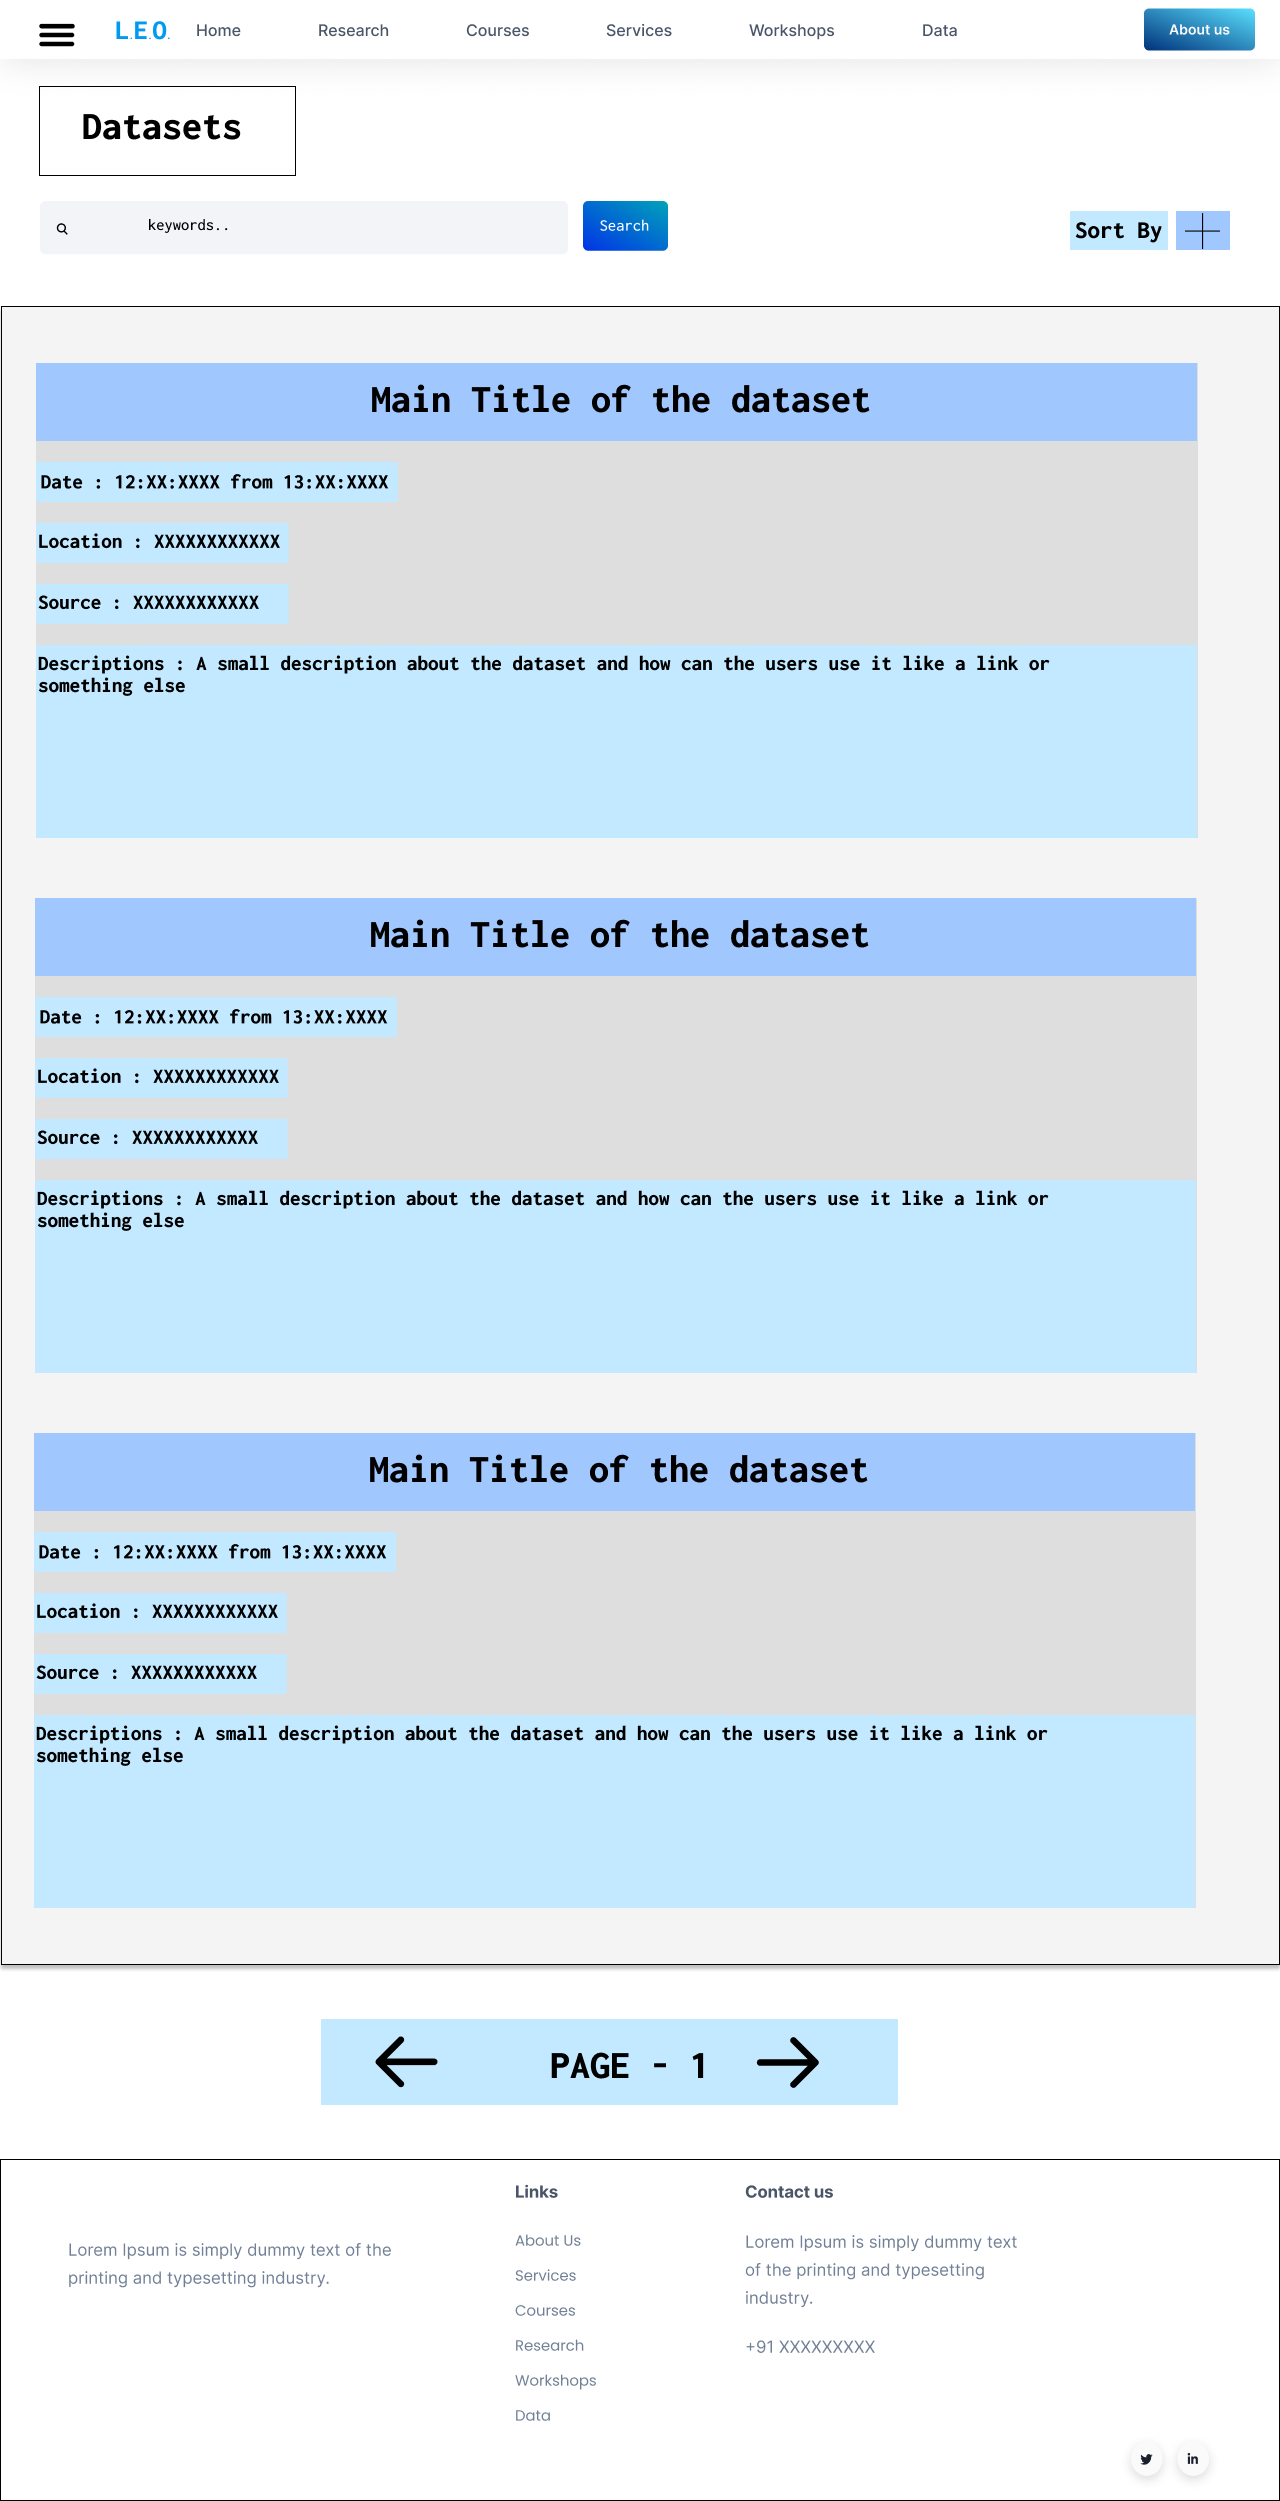 L.E.O. Home Research Courses Services Workshops Data About us
Datasets
keywords.. Search Sort By
Main Title of the dataset
Date : 12:XX:XXXX from 13:XX:XXXX
Location : XXXXXXXXXXXX
Source : XXXXXXXXXXXX
Descriptions : A small description about the dataset and how can the users use it like a link or
something else
Main Title of the dataset
Date : 12:XX:XXXX from 13:XX:XXXX
Location : XXXXXXXXXXXX
Source : XXXXXXXXXXXX
Descriptions : A small description about the dataset and how can the users use it like a link or
something else
Main Title of the dataset
Date : 12:XX:XXXX from 13:XX:XXXX
Location : XXXXXXXXXXXX
Source : XXXXXXXXXXXX
Descriptions : A small description about the dataset and how can the users use it like a link or
something else
PAGE - 1
Lorem Ipsum is simply dummy text of the
printing and typesetting industry.
Links
About Us
Services
Courses
Research
Workshops
Data
Contact us
Lorem Ipsum is simply dummy text
of the printing and typesetting
industry.
+91 XXXXXXXXX
in